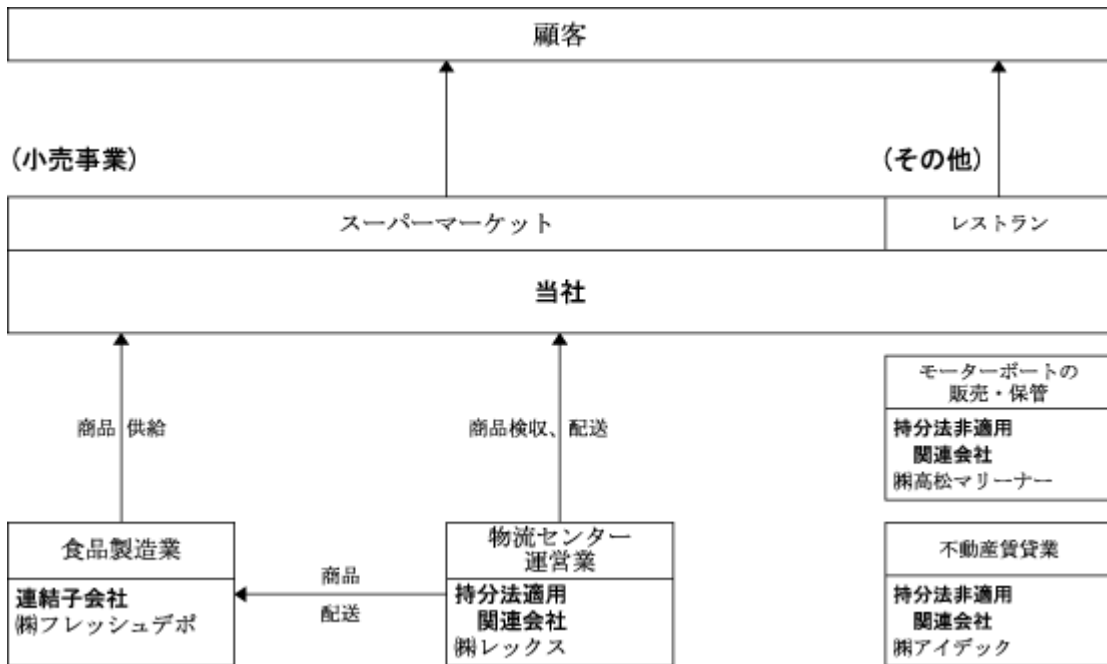 顧客
(小売事業)
(その他)
スーパーマーケット
レストラン
当社
商品 供給
商品検収、配送
モーターボートの
販売・保管
持分法非適用
関連会社
㈱高松マリーナー
食品製造業
連結子会社
㈱フレッシュデポ
商品
配送
物流センター
運営業
持分法適用
関連会社
㈱レックス
不動産賃貸業
持分法非適用
関連会社
㈱アイデック